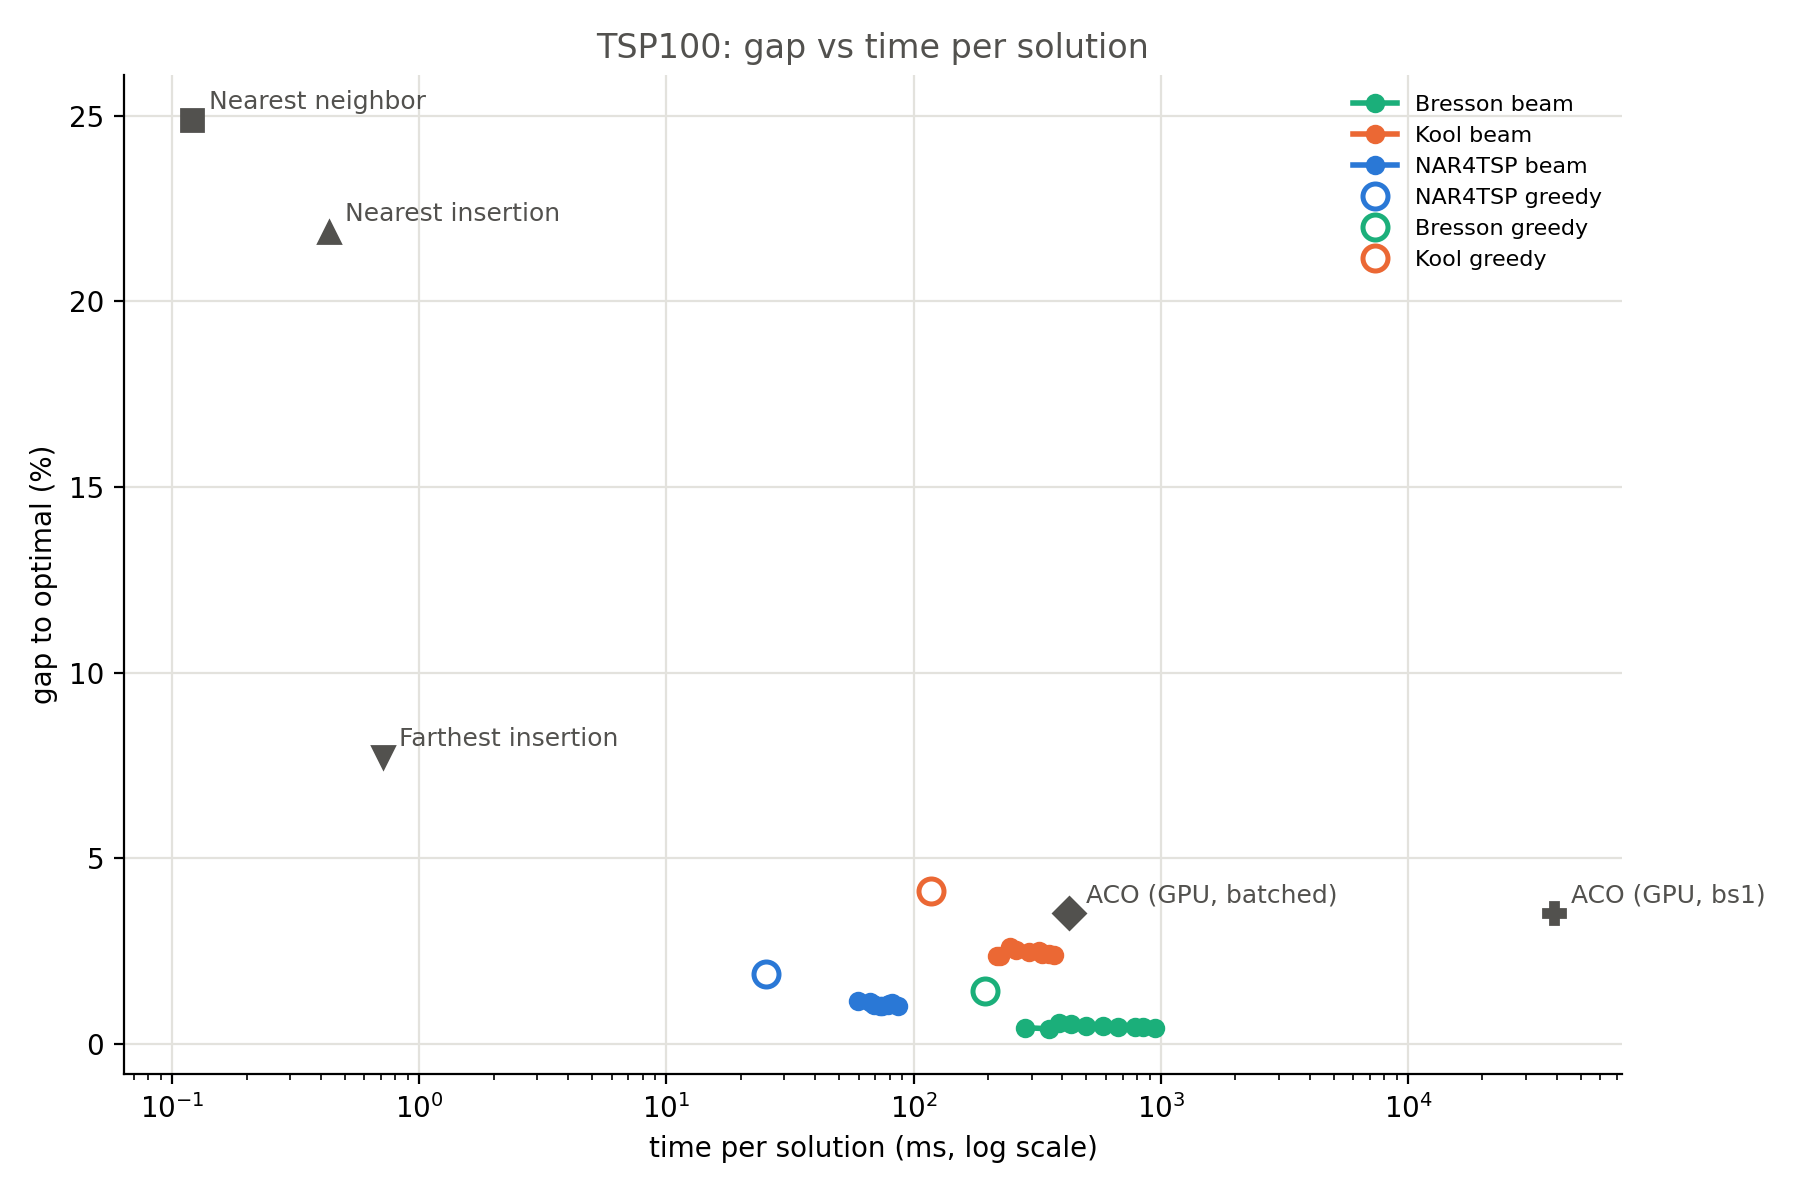 TSP100: gap vs time per solution
Nearest neighbor
Nearest insertion
Farthest insertion
ACO (GPU, batched)
ACO (GPU, bs1)
Bresson beam
Kool beam
NAR4TSP beam
NAR4TSP greedy
Bresson greedy
Kool greedy
gap to optimal (%)
25
20
15
10
5
0
10⁻¹ 10⁰ 10¹ 10² 10³ 10⁴
time per solution (ms, log scale)